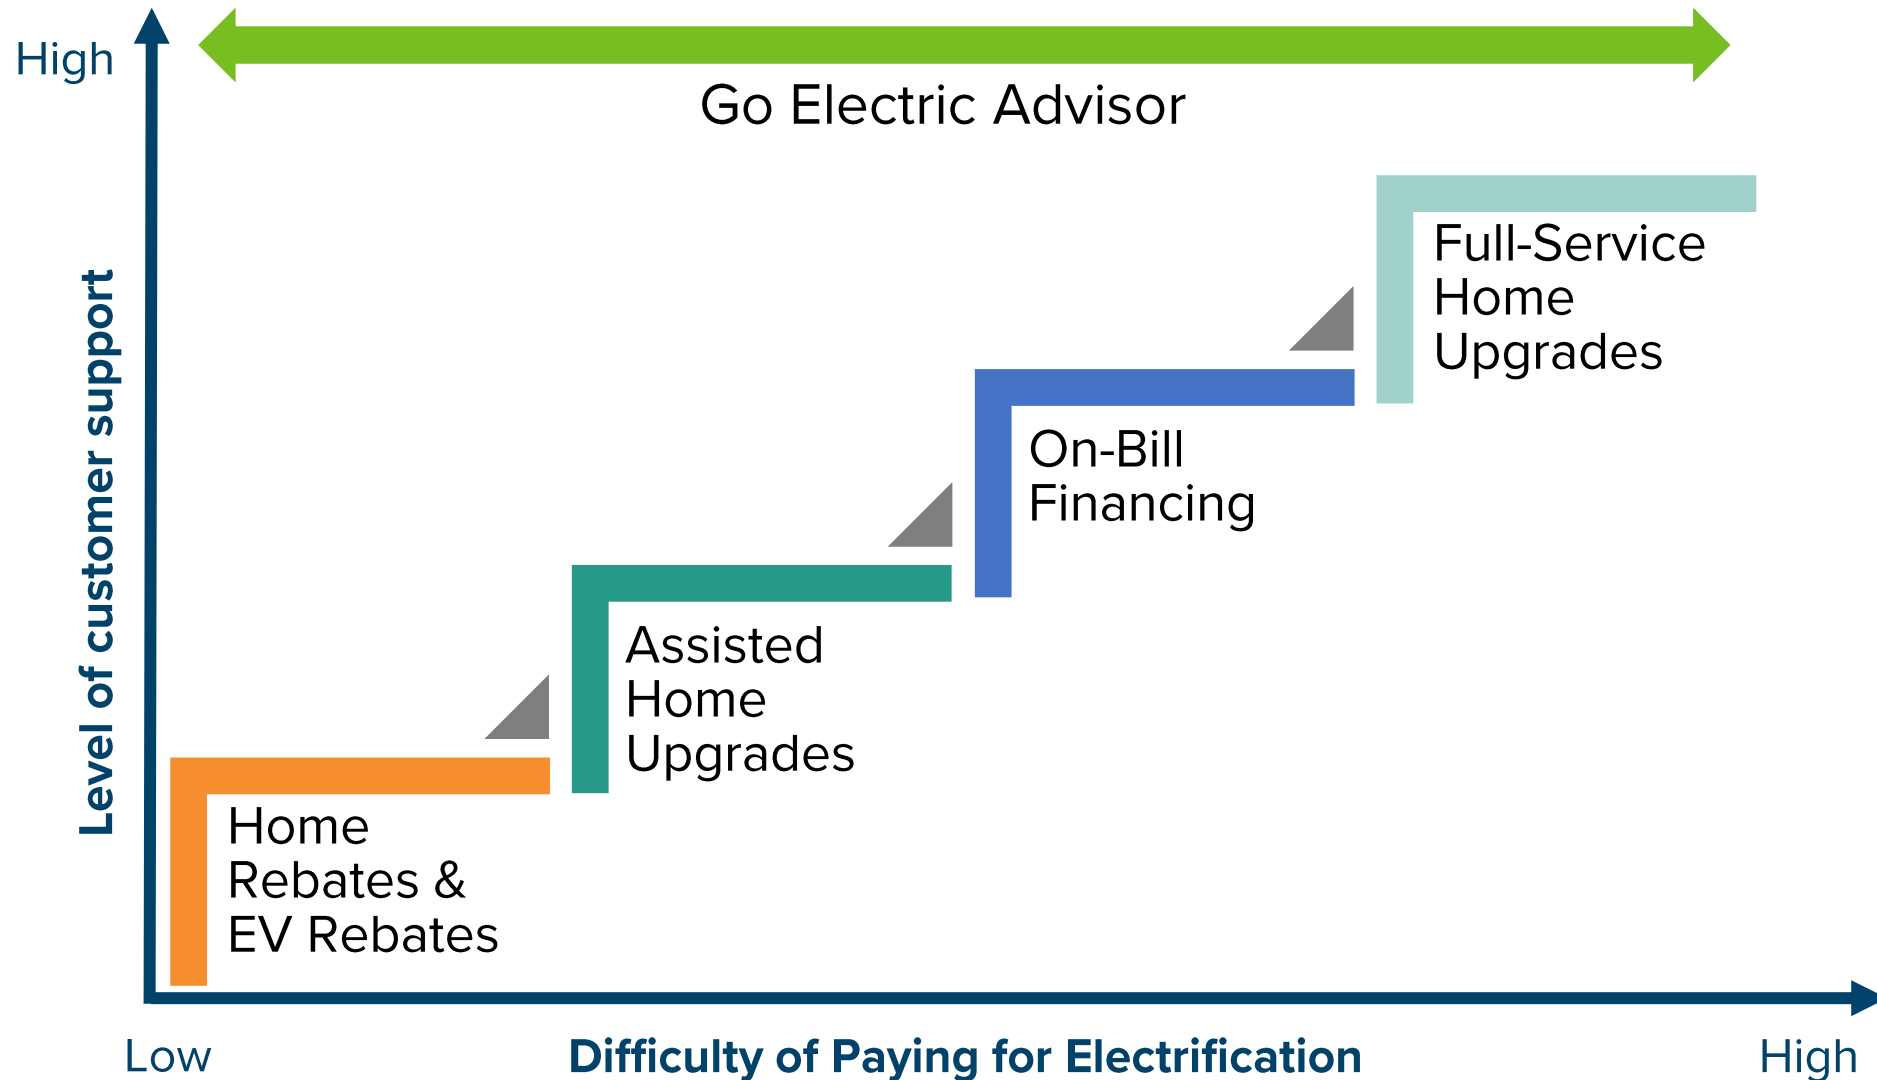 High
Go Electric Advisor
Full-Service
Home
Upgrades
On-Bill
Financing
Assisted
Home
Upgrades
Home
Rebates &
EV Rebates
Level of customer support
Low
Difficulty of Paying for Electrification
High